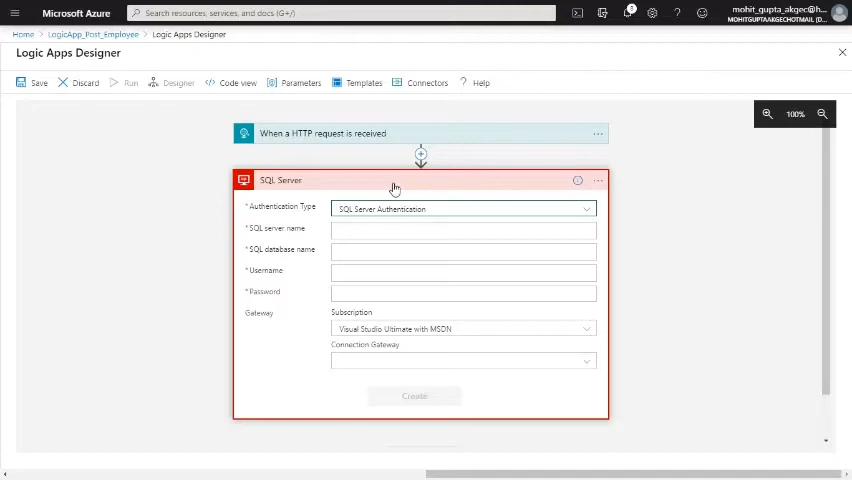 Microsoft Azure
Search resources, services, and docs (G+/)
8
?
mohit_gupta_akgec@h...
MOHITGUPTAAKGECHOTMAIL (D...
Home > LogicApp_Post_Employee > Logic Apps Designer
Logic Apps Designer
Save Discard Run Designer Code view Parameters Templates Connectors ? Help
100%
When a HTTP request is received ...
SQL Server ...
* Authentication Type SQL Server Authentication
* SQL server name
* SQL database name
* Username
* Password
Gateway Subscription
Visual Studio Ultimate with MSDN
Connection Gateway
Create